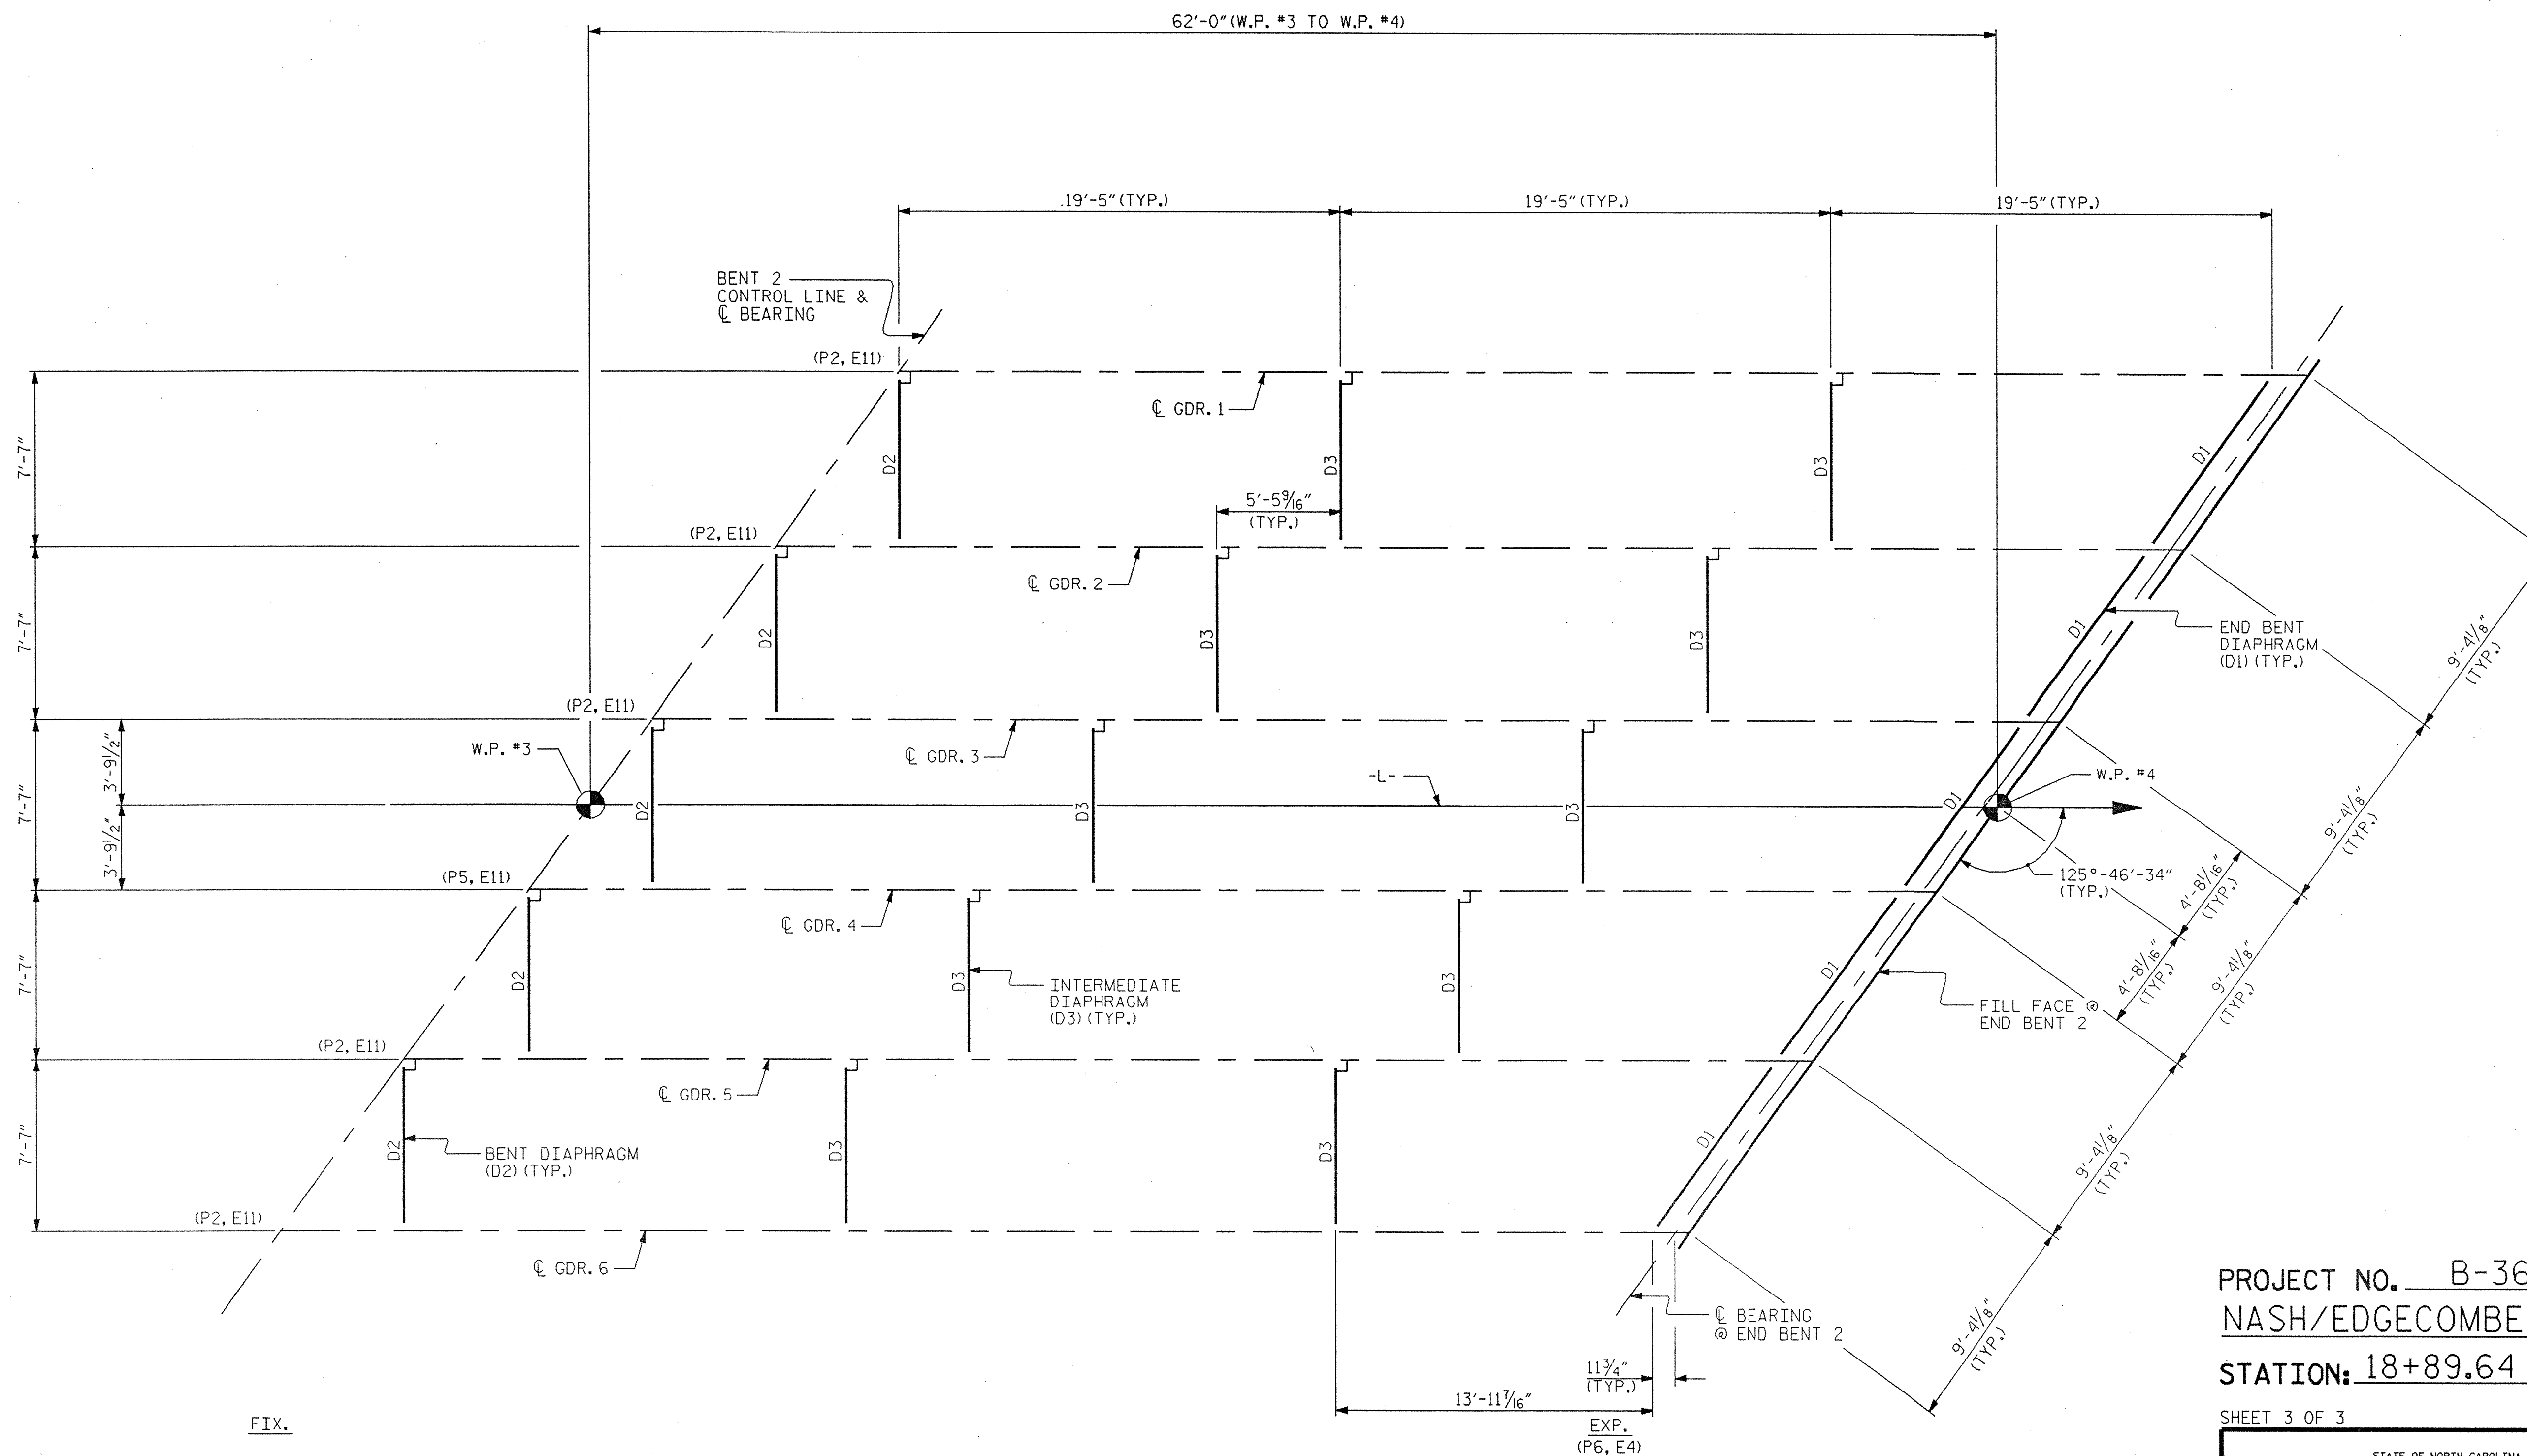 62'-0" (W.P. #3 TO W.P. #4)
19'-5" (TYP.)
19'-5" (TYP.)
19'-5" (TYP.)
BENT 2
CONTROL LINE &
℄ BEARING
(P2, E11)
℄ GDR. 1
7'-7"
D2
D3
D3
D1
5'-5 9/16"
(TYP.)
(P2, E11)
℄ GDR. 2
7'-7"
D2
D3
D3
D1
END BENT
DIAPHRAGM
(D1) (TYP.)
9'-4 1/8"
(TYP.)
(P2, E11)
W.P. #3
℄ GDR. 3
-L-
W.P. #4
7'-7"
3'-9 1/2"
3'-9 1/2"
D2
D3
D3
D1
9'-4 1/8"
(TYP.)
125°-46'-34"
(TYP.)
4'-8 1/16"
(TYP.)
4'-8 1/16"
(TYP.)
(P5, E11)
℄ GDR. 4
7'-7"
D2
D3
D3
D1
INTERMEDIATE
DIAPHRAGM
(D3) (TYP.)
FILL FACE @
END BENT 2
9'-4 1/8"
(TYP.)
(P2, E11)
℄ GDR. 5
7'-7"
D2
D3
D3
D1
BENT DIAPHRAGM
(D2) (TYP.)
9'-4 1/8"
(TYP.)
(P2, E11)
℄ GDR. 6
℄ BEARING
@ END BENT 2
9'-4 1/8"
(TYP.)
11 3/4"
(TYP.)
13'-11 7/16"
FIX.
EXP.
(P6, E4)
PROJECT NO. B-36
NASH/EDGECOMBE
STATION: 18+89.64
SHEET 3 OF 3
STATE OF NORTH CAROLINA